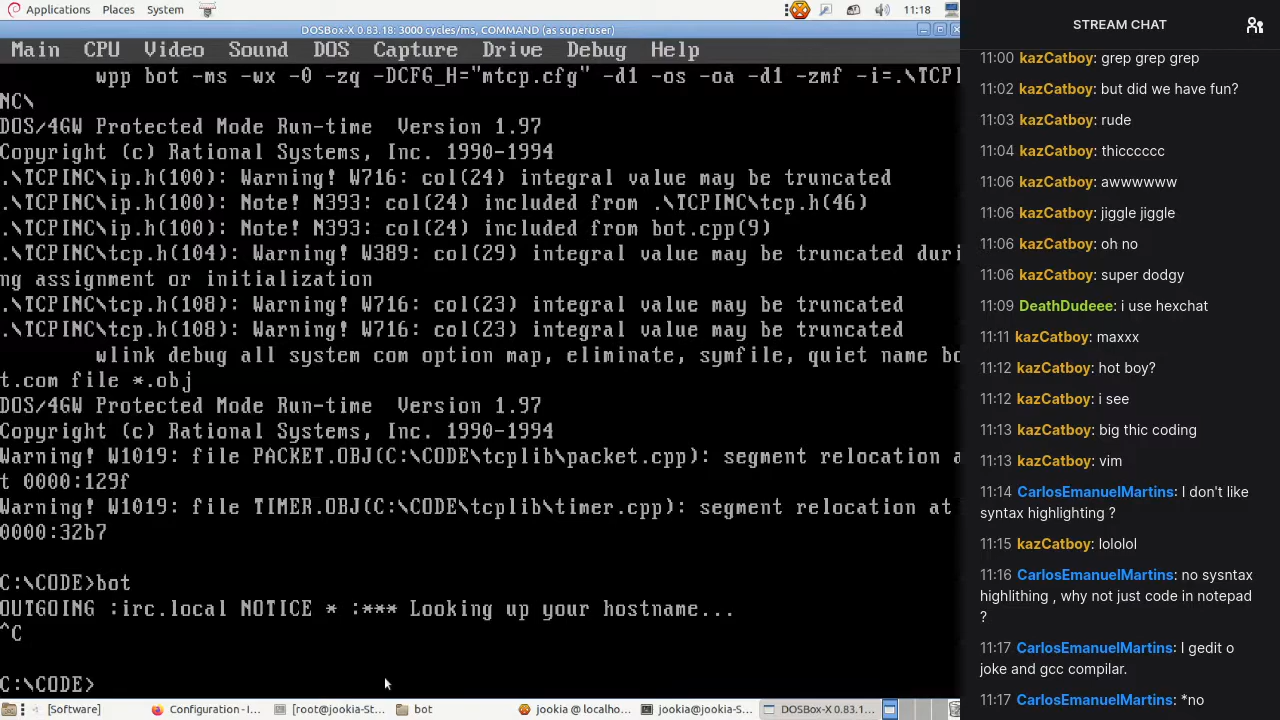 Applications Places System
11:18
DOSBox-X 0.83.18: 3000 cycles/ms, COMMAND (as superuser)
Main CPU Video Sound DOS Capture Drive Debug Help
wpp bot -ms -wx -0 -zq -DCFG_H="mtcp.cfg" -d1 -os -oa -d1 -zmf -i=.\TCPI
NC\
DOS/4GW Protected Mode Run-time Version 1.97
Copyright (c) Rational Systems, Inc. 1990-1994
.\TCPINC\ip.h(100): Warning! W716: col(24) integral value may be truncated
.\TCPINC\ip.h(100): Note! N393: col(24) included from .\TCPINC\tcp.h(46)
.\TCPINC\ip.h(100): Note! N393: col(24) included from bot.cpp(9)
.\TCPINC\tcp.h(104): Warning! W389: col(29) integral value may be truncated duri
ng assignment or initialization
.\TCPINC\tcp.h(108): Warning! W716: col(23) integral value may be truncated
.\TCPINC\tcp.h(108): Warning! W716: col(23) integral value may be truncated
wlink debug all system com option map, eliminate, symfile, quiet name bo
t.com file *.obj
DOS/4GW Protected Mode Run-time Version 1.97
Copyright (c) Rational Systems, Inc. 1990-1994
Warning! W1019: file PACKET.OBJ(C:\CODE\tcplib\packet.cpp): segment relocation a
t 0000:129f
Warning! W1019: file TIMER.OBJ(C:\CODE\tcplib\timer.cpp): segment relocation at
0000:32b7
C:\CODE>bot
OUTGOING :irc.local NOTICE * :*** Looking up your hostname...
^C
C:\CODE>
[Software]
Configuration - I...
[root@jookia-St...
bot
jookia @ localho...
jookia@jookia-S...
DOSBox-X 0.83.1...
STREAM CHAT
11:00 kazCatboy: grep grep grep
11:02 kazCatboy: but did we have fun?
11:03 kazCatboy: rude
11:04 kazCatboy: thicccccc
11:06 kazCatboy: awwwwww
11:06 kazCatboy: jiggle jiggle
11:06 kazCatboy: oh no
11:06 kazCatboy: super dodgy
11:09 DeathDudeee: i use hexchat
11:11 kazCatboy: maxxx
11:12 kazCatboy: hot boy?
11:12 kazCatboy: i see
11:13 kazCatboy: big thic coding
11:13 kazCatboy: vim
11:14 CarlosEmanuelMartins: I don't like
syntax highlighting ?
11:15 kazCatboy: lololol
11:16 CarlosEmanuelMartins: no sysntax
highlithing , why not just code in notepad
?
11:17 CarlosEmanuelMartins: I gedit o
joke and gcc compilar.
11:17 CarlosEmanuelMartins: *no